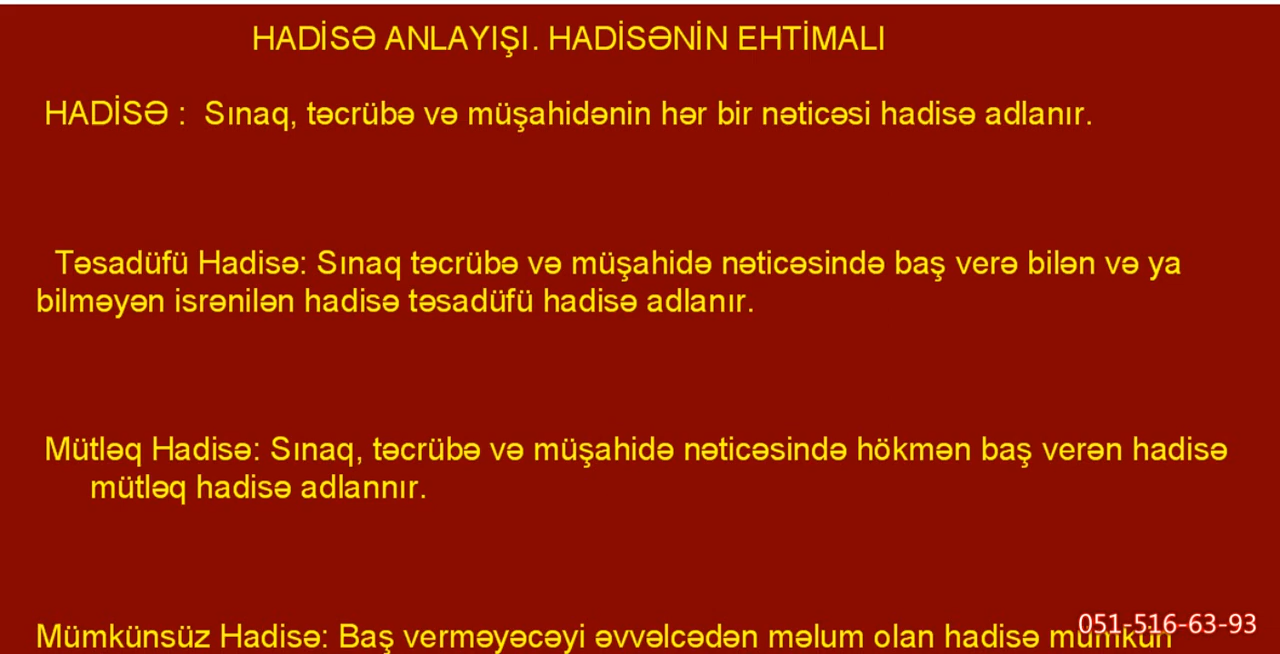 HADİSƏ ANLAYIŞI. HADİSƏNİN EHTİMALI
HADİSƏ : Sınaq, təcrübə və müşahidənin hər bir nəticəsi hadisə adlanır.
Təsadüfü Hadisə: Sınaq təcrübə və müşahidə nəticəsində baş verə bilən və ya
bilməyən isrənilən hadisə təsadüfü hadisə adlanır.
Mütləq Hadisə: Sınaq, təcrübə və müşahidə nəticəsində hökmən baş verən hadisə
mütləq hadisə adlannır.
Mümkünsüz Hadisə: Baş verməyəcəyi əvvəlcədən məlum olan hadisə mümkün
051-516-63-93